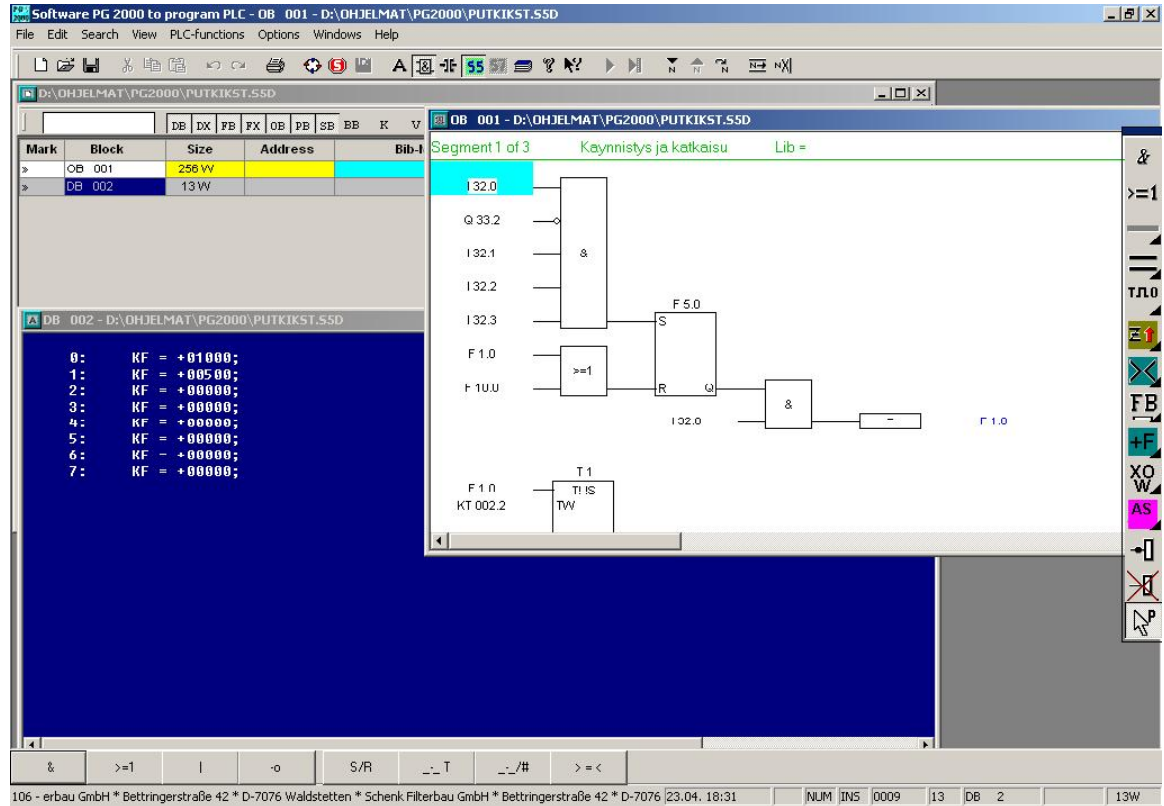 Software PG 2000 to program PLC - OB 001 - D:\OHJELMAT\PG2000\PUTKIKST.S5D
File Edit Search View PLC-functions Options Windows Help
A S5 S7
D:\OHJELMAT\PG2000\PUTKIKST.S5D
DB DX FB FX OB PB SB BB K V
Mark Block Size Address
» OB 001 256 W
» DB 002 13 W
OB 001 - D:\OHJELMAT\PG2000\PUTKIKST.S5D
Segment 1 of 3 Kaynnistys ja katkaisu Lib =
I 32.0
Q 33.2
I 32.1 &
I 32.2
F 5.0
I 32.3 S
F 1.0
>=1
F 10.0 R Q
&
I 32.0 F 1.0
T 1
F 1.0
KT 002.2 TW
DB 002 - D:\OHJELMAT\PG2000\PUTKIKST.S5D
0: KF = +01000;
1: KF = +00500;
2: KF = +00000;
3: KF = +00000;
4: KF = +00000;
5: KF = +00000;
6: KF = +00000;
7: KF = +00000;
&
>=1
FB
+F
XO
W
AS
P
& >=1 | -o S/R _-_ T _-_/# > = <
106 - erbau GmbH * Bettringerstraße 42 * D-7076 Waldstetten * Schenk Filterbau GmbH * Bettringerstraße 42 * D-7076 23.04. 18:31 NUM INS 0009 13 DB 2 13W